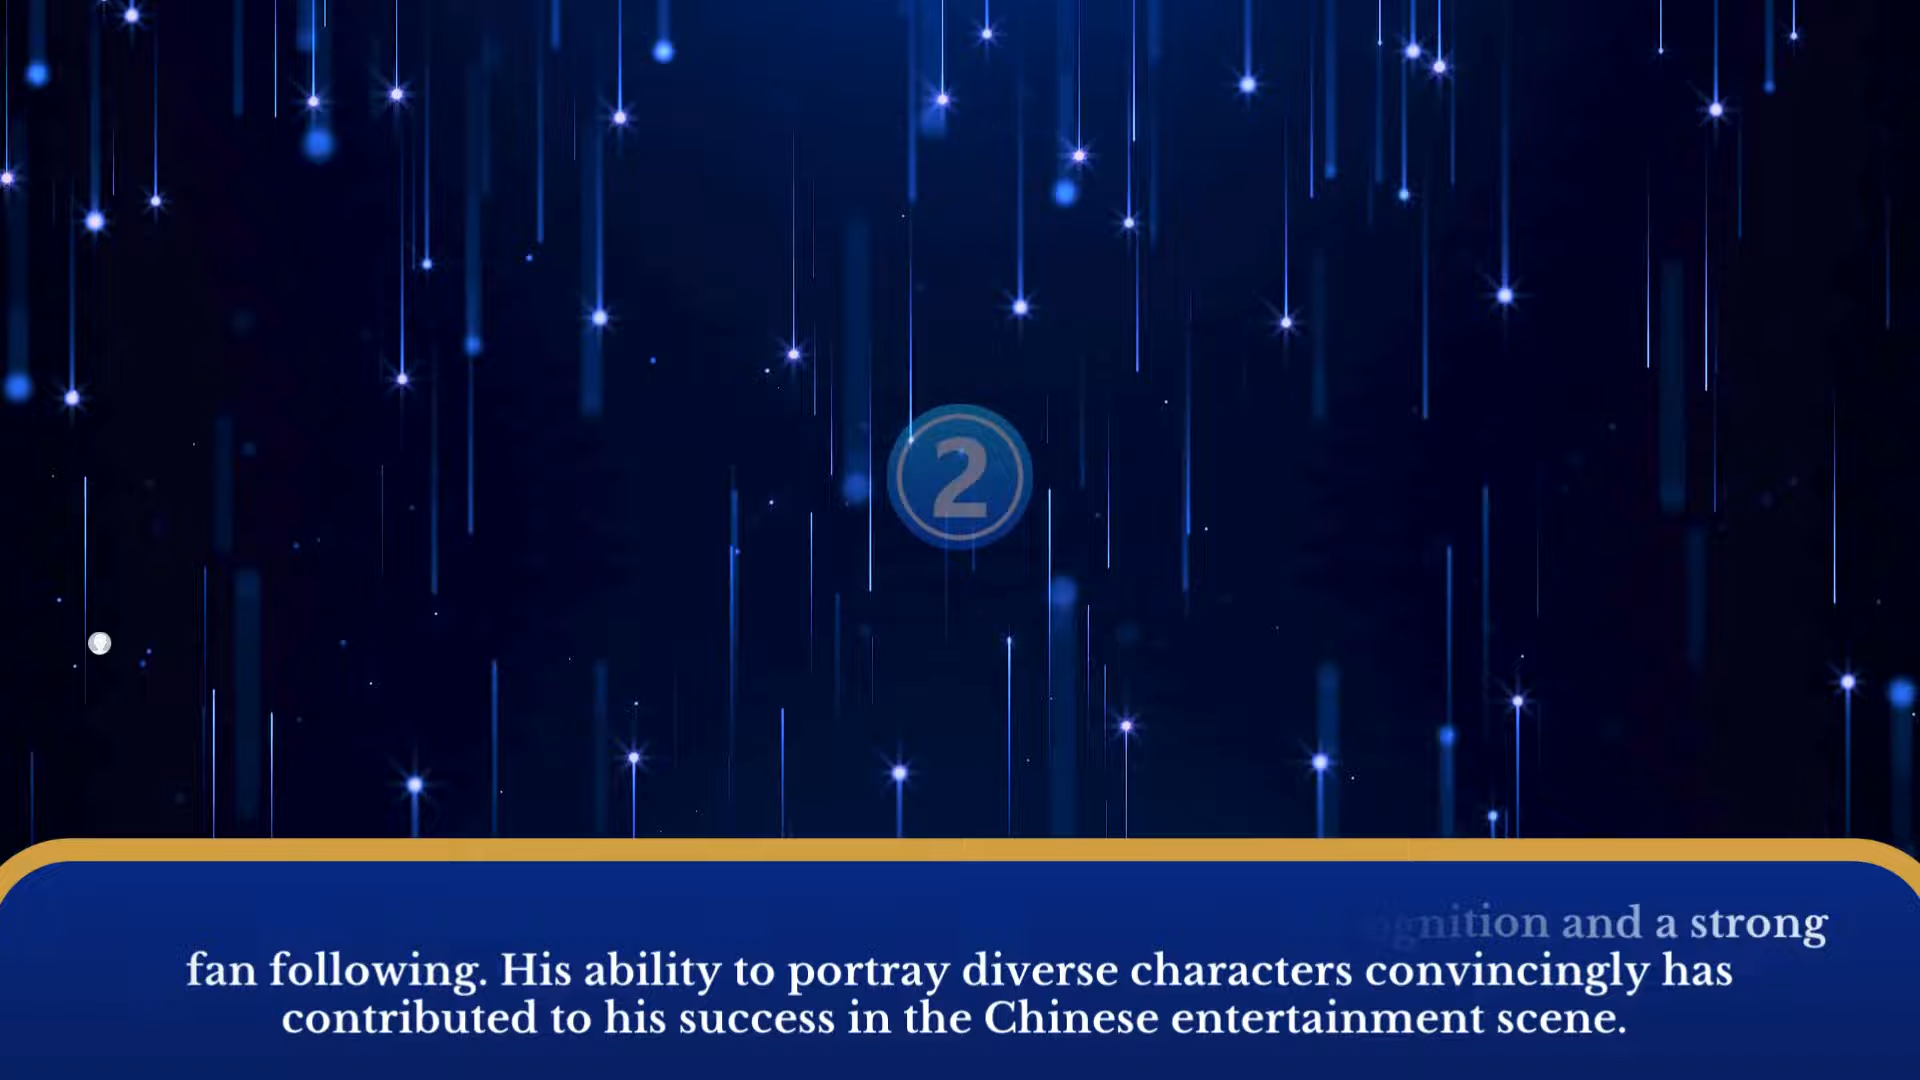 2
and a strong
fan following. His ability to portray diverse characters convincingly has
contributed to his success in the Chinese entertainment scene.